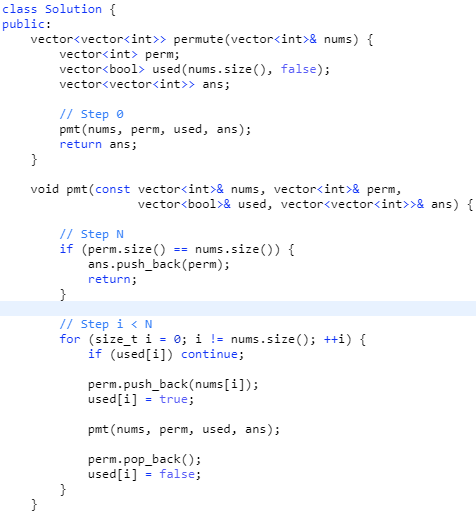 class Solution {
public:
    vector<vector<int>> permute(vector<int>& nums) {
        vector<int> perm;
        vector<bool> used(nums.size(), false);
        vector<vector<int>> ans;

        // Step 0
        pmt(nums, perm, used, ans);
        return ans;
    }

    void pmt(const vector<int>& nums, vector<int>& perm,
                   vector<bool>& used, vector<vector<int>>& ans) {

        // Step N
        if (perm.size() == nums.size()) {
            ans.push_back(perm);
            return;
        }

        // Step i < N
        for (size_t i = 0; i != nums.size(); ++i) {
            if (used[i]) continue;

            perm.push_back(nums[i]);
            used[i] = true;

            pmt(nums, perm, used, ans);

            perm.pop_back();
            used[i] = false;
        }
    }